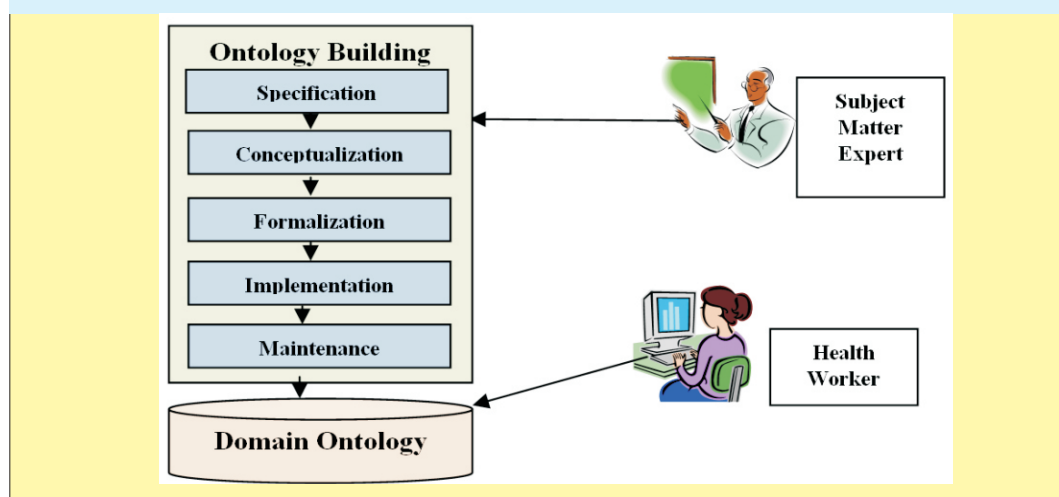 Ontology Building
Specification
Conceptualization
Formalization
Implementation
Maintenance
Domain Ontology
Subject
Matter
Expert
Health
Worker